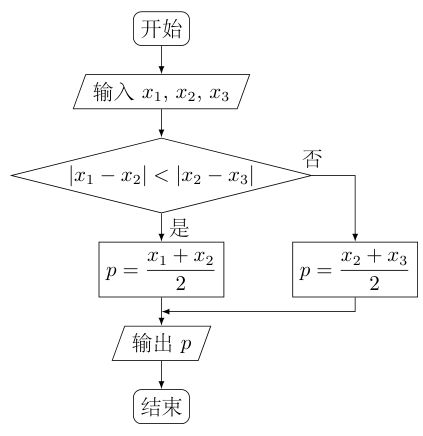 开始
输入 x₁, x₂, x₃
|x₁ − x₂| < |x₂ − x₃|
否
是
p = (x₁ + x₂)/2
p = (x₂ + x₃)/2
输出 p
结束